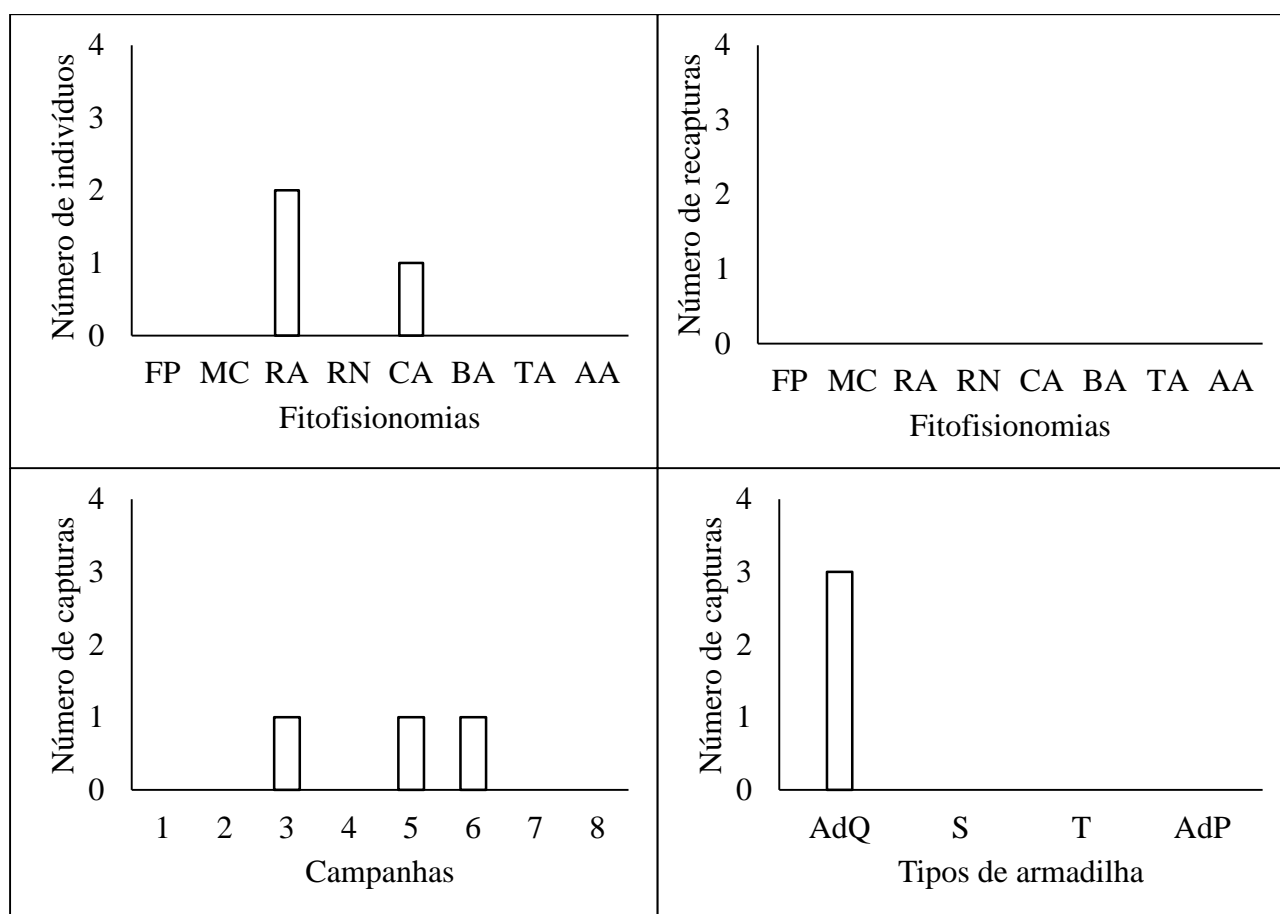 Número de indivíduos
4
3
2
1
0
FP MC RA RN CA BA TA AA
Fitofisionomias
Número de recapturas
4
3
2
1
0
FP MC RA RN CA BA TA AA
Fitofisionomias
Número de capturas
4
3
2
1
0
1 2 3 4 5 6 7 8
Campanhas
Número de capturas
4
3
2
1
0
AdQ S T AdP
Tipos de armadilha